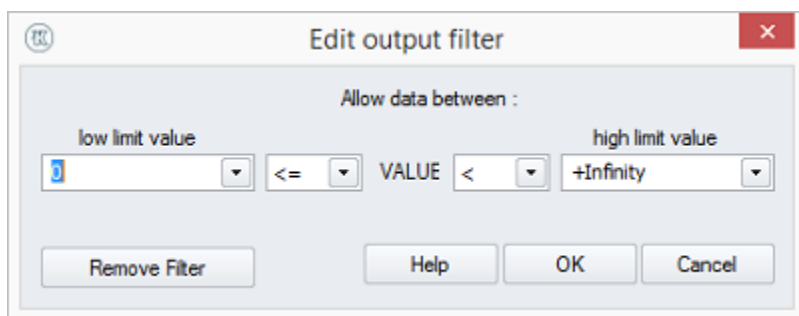 Edit output filter
Allow data between :
low limit value high limit value
0 <= VALUE < +Infinity
Remove Filter Help OK Cancel